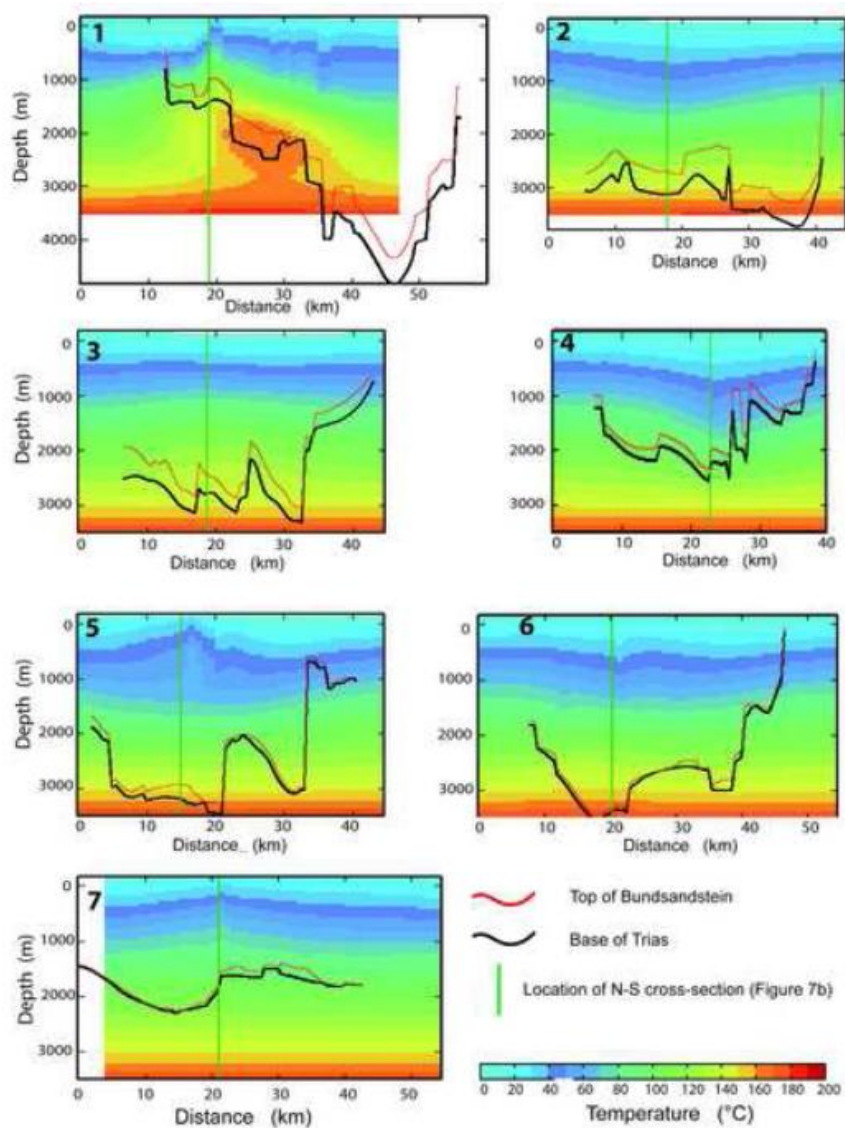 1
0
1000
2000
3000
4000
Depth (m)
0 10 20 30 40 50
Distance (km)
2
0
1000
2000
3000
Depth (m)
0 10 20 30 40
Distance (km)
3
0
1000
2000
3000
Depth (m)
0 10 20 30 40
Distance (km)
4
0
1000
2000
3000
Depth (m)
0 10 20 30 40
Distance (km)
5
0
1000
2000
3000
Depth (m)
0 10 20 30 40
Distance (km)
6
0
1000
2000
3000
0 10 20 30 40 50
Distance (km)
7
0
1000
2000
3000
Depth (m)
0 10 20 30 40 50
Distance (km)
Top of Bundsandstein
Base of Trias
Location of N-S cross-section (Figure 7b)
0 20 40 60 80 100 120 140 160 180 200
Temperature (°C)